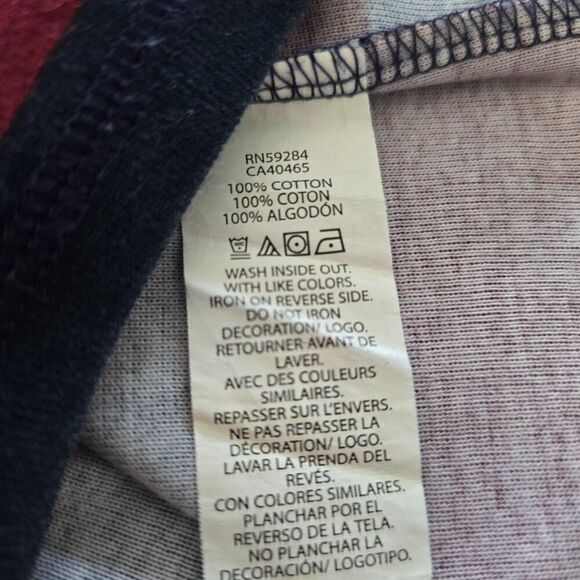 RN59284
CA40465
100% COTTON
100% COTON
100% ALGODÓN
WASH INSIDE OUT.
WITH LIKE COLORS.
IRON ON REVERSE SIDE.
DO NOT IRON
DECORATION/ LOGO.
RETOURNER AVANT DE
LAVER.
AVEC DES COULEURS
SIMILAIRES.
REPASSER SUR L'ENVERS.
NE PAS REPASSER LA
DÉCORATION/ LOGO.
LAVAR LA PRENDA DEL
REVÉS.
CON COLORES SIMILARES.
PLANCHAR POR EL
REVERSO DE LA TELA.
NO PLANCHAR LA
DECORACIÓN/ LOGOTIPO.